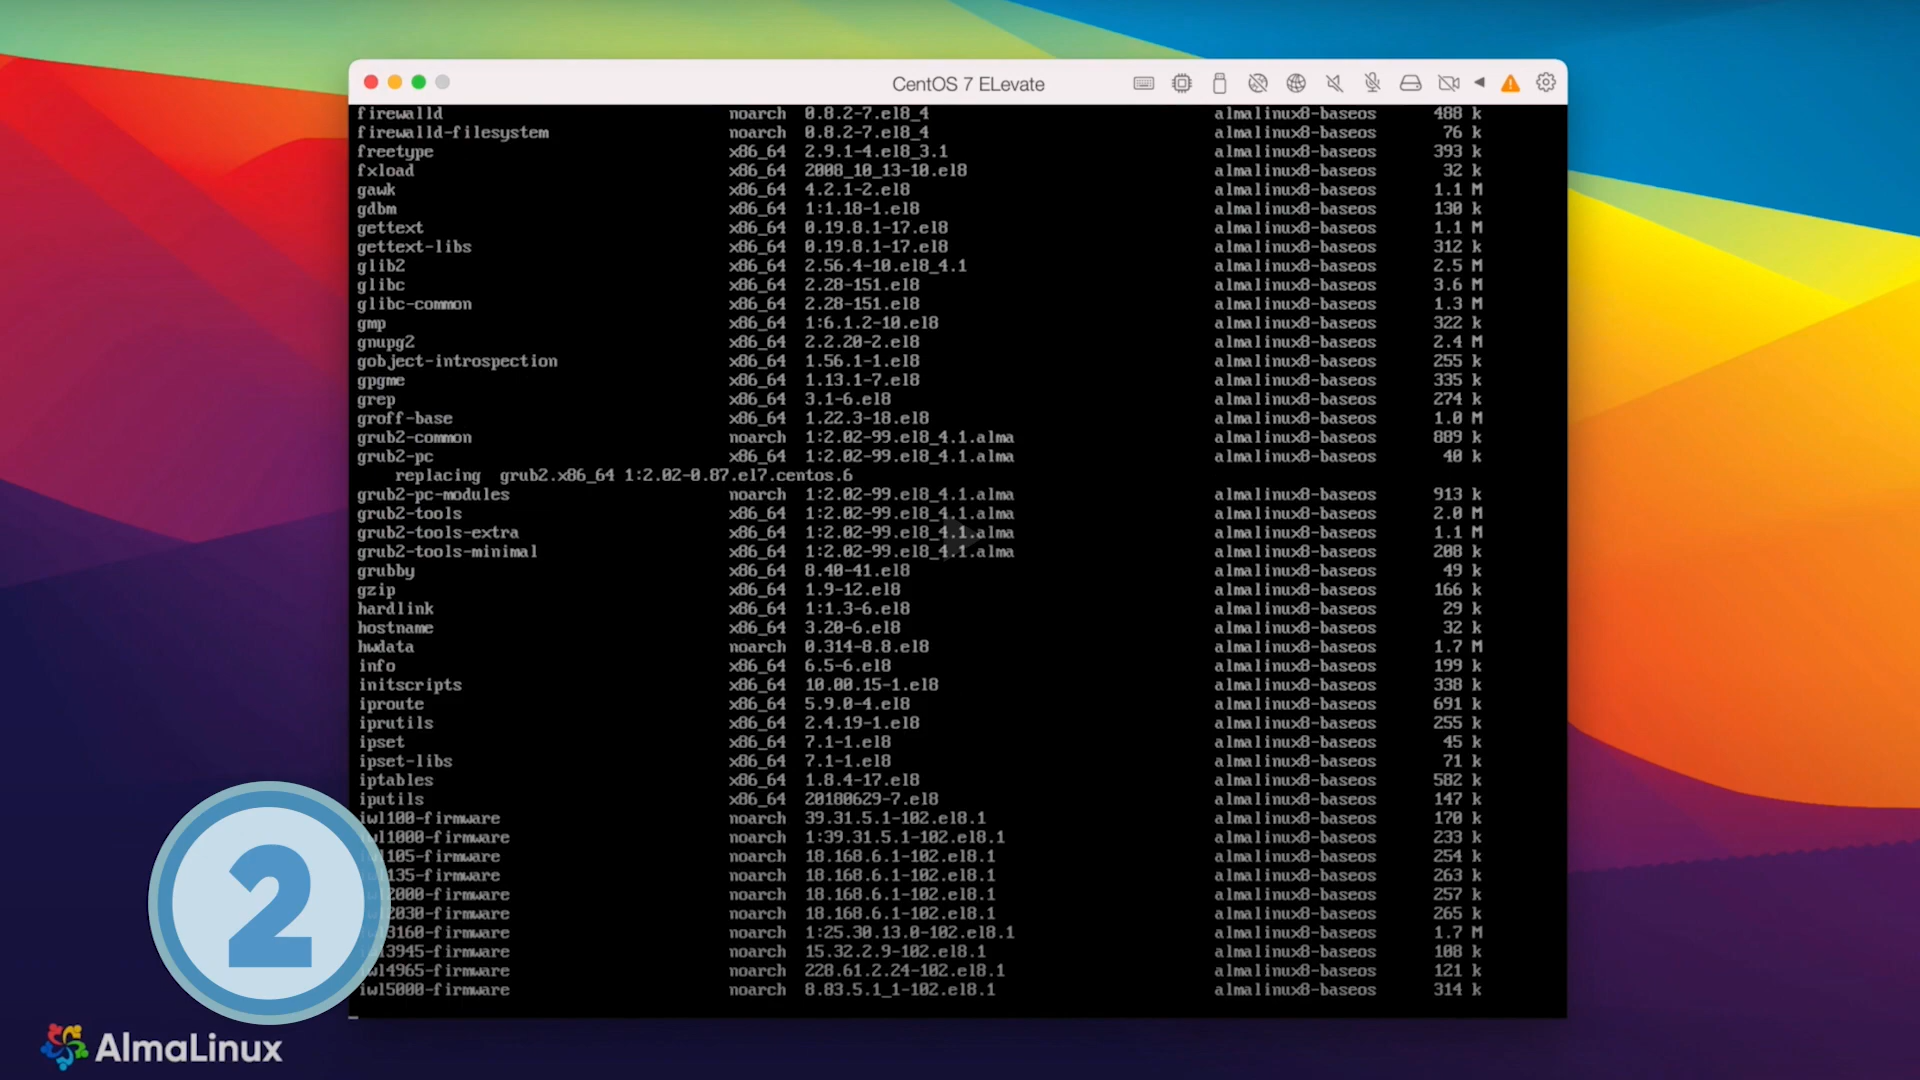 CentOS 7 ELevate
firewalld noarch 0.8.2-7.el8_4 almalinux8-baseos 488 k
firewalld-filesystem noarch 0.8.2-7.el8_4 almalinux8-baseos 76 k
freetype x86_64 2.9.1-4.el8_3.1 almalinux8-baseos 393 k
fxload x86_64 2008_10_13-10.el8 almalinux8-baseos 32 k
gawk x86_64 4.2.1-2.el8 almalinux8-baseos 1.1 M
gdbm x86_64 1:1.18-1.el8 almalinux8-baseos 130 k
gettext x86_64 0.19.8.1-17.el8 almalinux8-baseos 1.1 M
gettext-libs x86_64 0.19.8.1-17.el8 almalinux8-baseos 312 k
glib2 x86_64 2.56.4-10.el8_4.1 almalinux8-baseos 2.5 M
glibc x86_64 2.28-151.el8 almalinux8-baseos 3.6 M
glibc-common x86_64 2.28-151.el8 almalinux8-baseos 1.3 M
gmp x86_64 1:6.1.2-10.el8 almalinux8-baseos 322 k
gnupg2 x86_64 2.2.20-2.el8 almalinux8-baseos 2.4 M
gobject-introspection x86_64 1.56.1-1.el8 almalinux8-baseos 255 k
gpgme x86_64 1.13.1-7.el8 almalinux8-baseos 335 k
grep x86_64 3.1-6.el8 almalinux8-baseos 274 k
groff-base x86_64 1.22.3-18.el8 almalinux8-baseos 1.0 M
grub2-common noarch 1:2.02-99.el8_4.1.alma almalinux8-baseos 889 k
grub2-pc x86_64 1:2.02-99.el8_4.1.alma almalinux8-baseos 40 k
replacing grub2.x86_64 1:2.02-0.87.el7.centos.6
grub2-pc-modules noarch 1:2.02-99.el8_4.1.alma almalinux8-baseos 913 k
grub2-tools x86_64 1:2.02-99.el8_4.1.alma almalinux8-baseos 2.0 M
grub2-tools-extra x86_64 1:2.02-99.el8_4.1.alma almalinux8-baseos 1.1 M
grub2-tools-minimal x86_64 1:2.02-99.el8_4.1.alma almalinux8-baseos 208 k
grubby x86_64 8.40-41.el8 almalinux8-baseos 49 k
gzip x86_64 1.9-12.el8 almalinux8-baseos 166 k
hardlink x86_64 1:1.3-6.el8 almalinux8-baseos 29 k
hostname x86_64 3.20-6.el8 almalinux8-baseos 32 k
hwdata noarch 0.314-8.8.el8 almalinux8-baseos 1.7 M
info x86_64 6.5-6.el8 almalinux8-baseos 199 k
initscripts x86_64 10.00.15-1.el8 almalinux8-baseos 338 k
iproute x86_64 5.9.0-4.el8 almalinux8-baseos 691 k
iprutils x86_64 2.4.19-1.el8 almalinux8-baseos 255 k
ipset x86_64 7.1-1.el8 almalinux8-baseos 45 k
ipset-libs x86_64 7.1-1.el8 almalinux8-baseos 71 k
iptables x86_64 1.8.4-17.el8 almalinux8-baseos 582 k
iputils x86_64 20180629-7.el8 almalinux8-baseos 147 k
iwl100-firmware noarch 39.31.5.1-102.el8.1 almalinux8-baseos 170 k
iwl1000-firmware noarch 1:39.31.5.1-102.el8.1 almalinux8-baseos 233 k
iwl105-firmware noarch 18.168.6.1-102.el8.1 almalinux8-baseos 254 k
iwl135-firmware noarch 18.168.6.1-102.el8.1 almalinux8-baseos 263 k
iwl2000-firmware noarch 18.168.6.1-102.el8.1 almalinux8-baseos 257 k
iwl2030-firmware noarch 18.168.6.1-102.el8.1 almalinux8-baseos 265 k
iwl3160-firmware noarch 1:25.30.13.0-102.el8.1 almalinux8-baseos 1.7 M
iwl3945-firmware noarch 15.32.2.9-102.el8.1 almalinux8-baseos 108 k
iwl4965-firmware noarch 228.61.2.24-102.el8.1 almalinux8-baseos 121 k
iwl5000-firmware noarch 8.83.5.1_1-102.el8.1 almalinux8-baseos 314 k
2
AlmaLinux